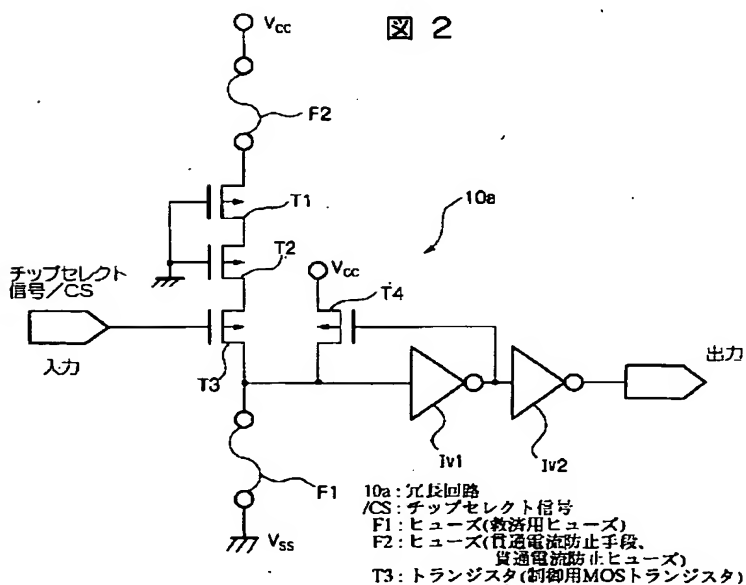 図 2
VCC
F2
T1
10a
T2
チップセレクト
信号/CS
VCC
T4
入力
T3
出力
Iv1
Iv2
F1
VSS
10a : 冗長回路
/CS : チップセレクト信号
F1 : ヒューズ(救済用ヒューズ)
F2 : ヒューズ(貫通電流防止手段、
貫通電流防止ヒューズ)
T3 : トランジスタ(制御用MOSトランジスタ)